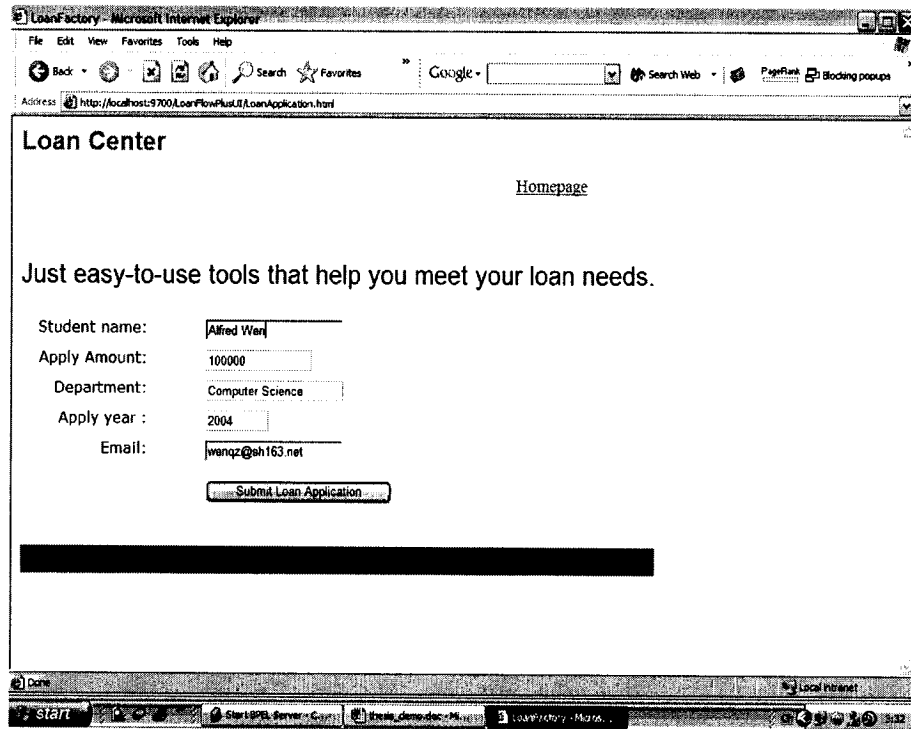 LoanFactory - Microsoft Internet Explorer
File Edit View Favorites Tools Help
Back Search Favorites » Google Search Web PageRank Blocking popups
Address http://localhost:9700/LoanFlowPlusUI/LoanApplication.html
Loan Center
Homepage
Just easy-to-use tools that help you meet your loan needs.
Student name: Alfred Wen
Apply Amount: 100000
Department: Computer Science
Apply year : 2004
Email: wenqz@sh163.net
Submit Loan Application
Done Local intranet
start Start BPEL Server - C... thesis_demo.doc - Mi... LoanFactory - Micros...